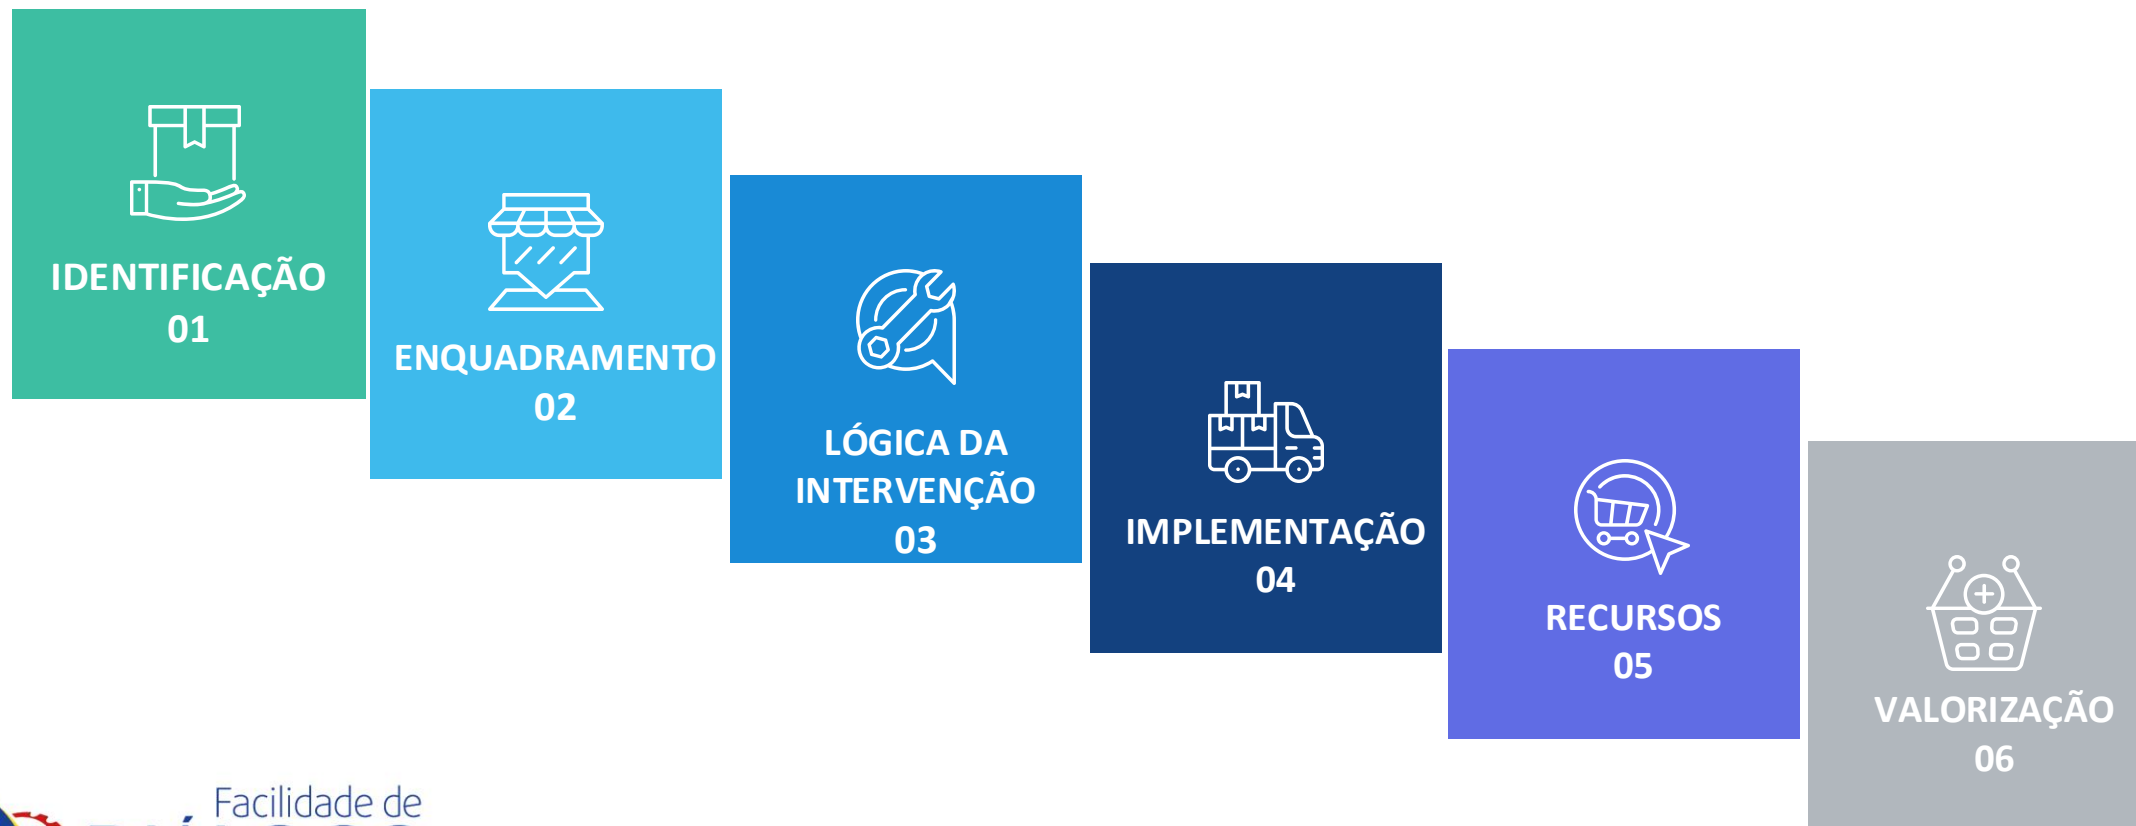 IDENTIFICAÇÃO
01
ENQUADRAMENTO
02
LÓGICA DA
INTERVENÇÃO
03
IMPLEMENTAÇÃO
04
RECURSOS
05
VALORIZAÇÃO
06
Facilidade de